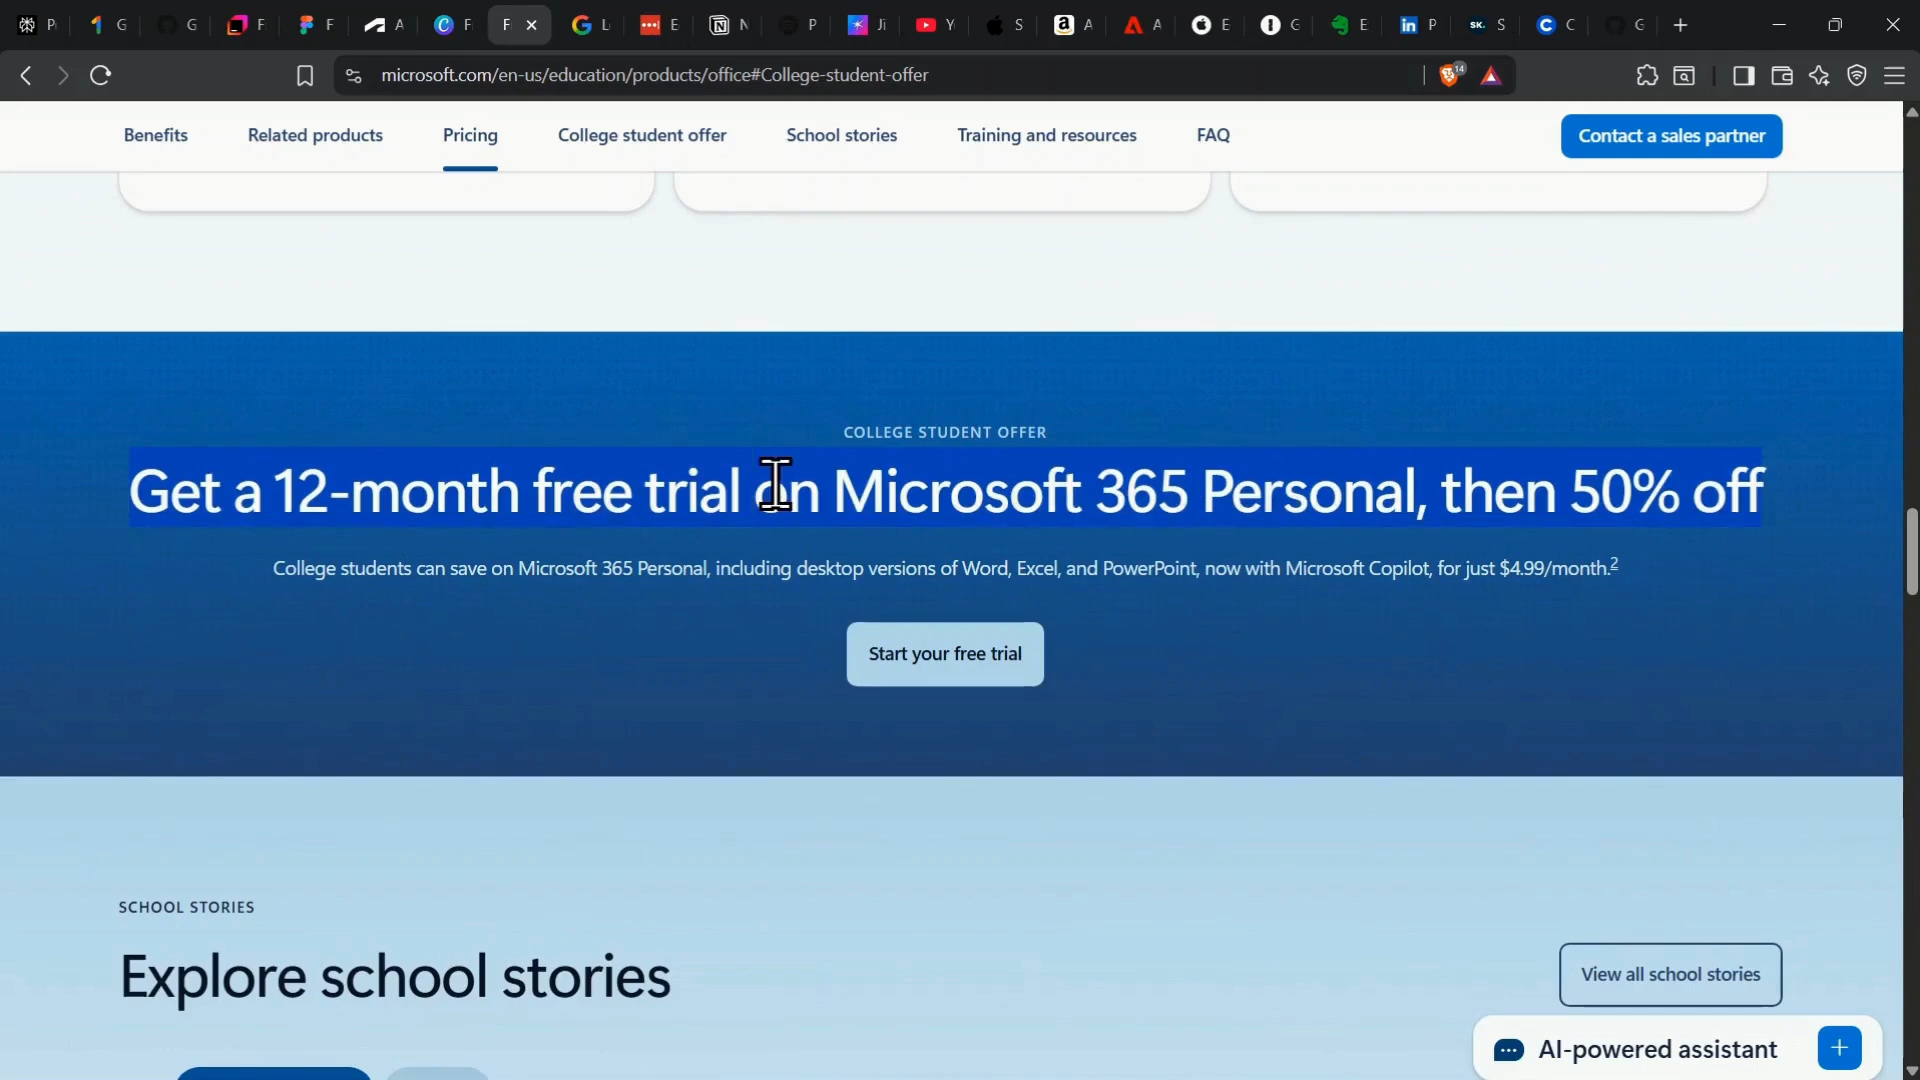 P G G F F A F F L E N P Ji Y S A A E G E P S C G
microsoft.com/en-us/education/products/office#College-student-offer
14
Benefits Related products Pricing College student offer School stories Training and resources FAQ Contact a sales partner
COLLEGE STUDENT OFFER
Get a 12-month free trial on Microsoft 365 Personal, then 50% off
College students can save on Microsoft 365 Personal, including desktop versions of Word, Excel, and PowerPoint, now with Microsoft Copilot, for just $4.99/month.2
Start your free trial
SCHOOL STORIES
Explore school stories
View all school stories
AI-powered assistant